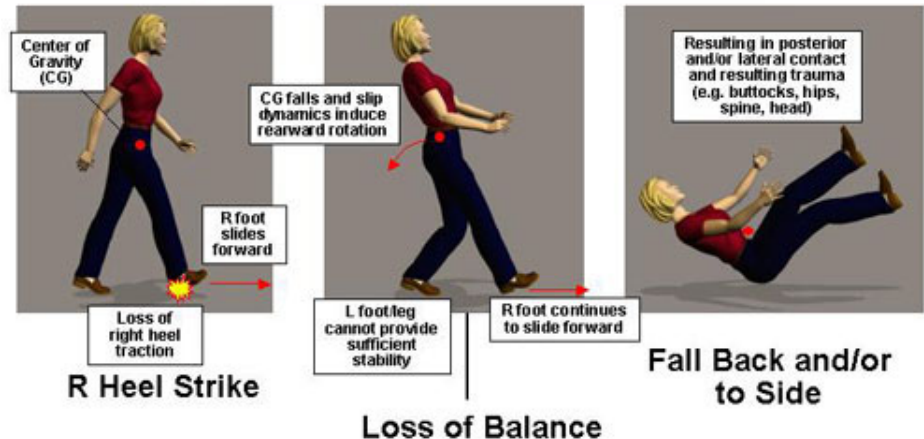 Center of
Gravity
(CG)
R foot
slides
forward
Loss of
right heel
traction
R Heel Strike
CG falls and slip
dynamics induce
rearward rotation
L foot/leg
cannot provide
sufficient
stability
R foot continues
to slide forward
Loss of Balance
Resulting in posterior
and/or lateral contact
and resulting trauma
(e.g. buttocks, hips,
spine, head)
Fall Back and/or
to Side